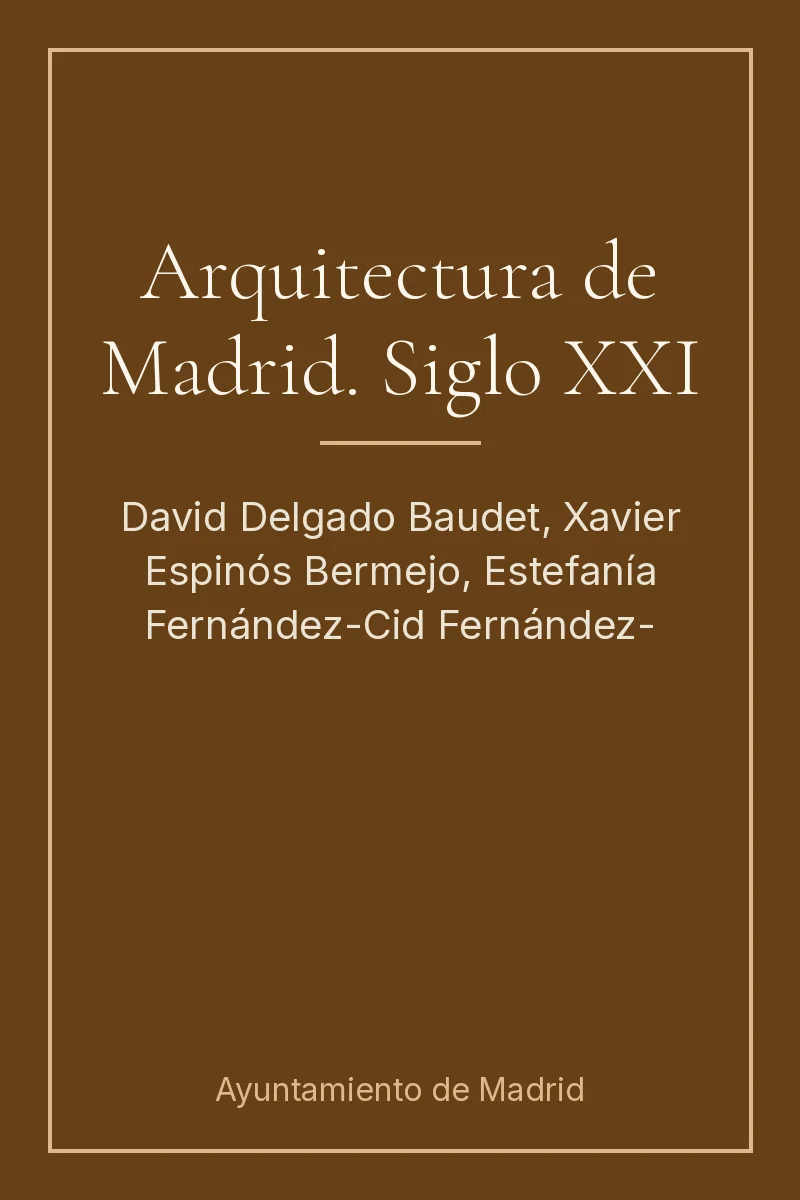 Arquitectura de
Madrid. Siglo XXI
David Delgado Baudet, Xavier
Espinós Bermejo, Estefanía
Fernández-Cid Fernández-
Ayuntamiento de Madrid